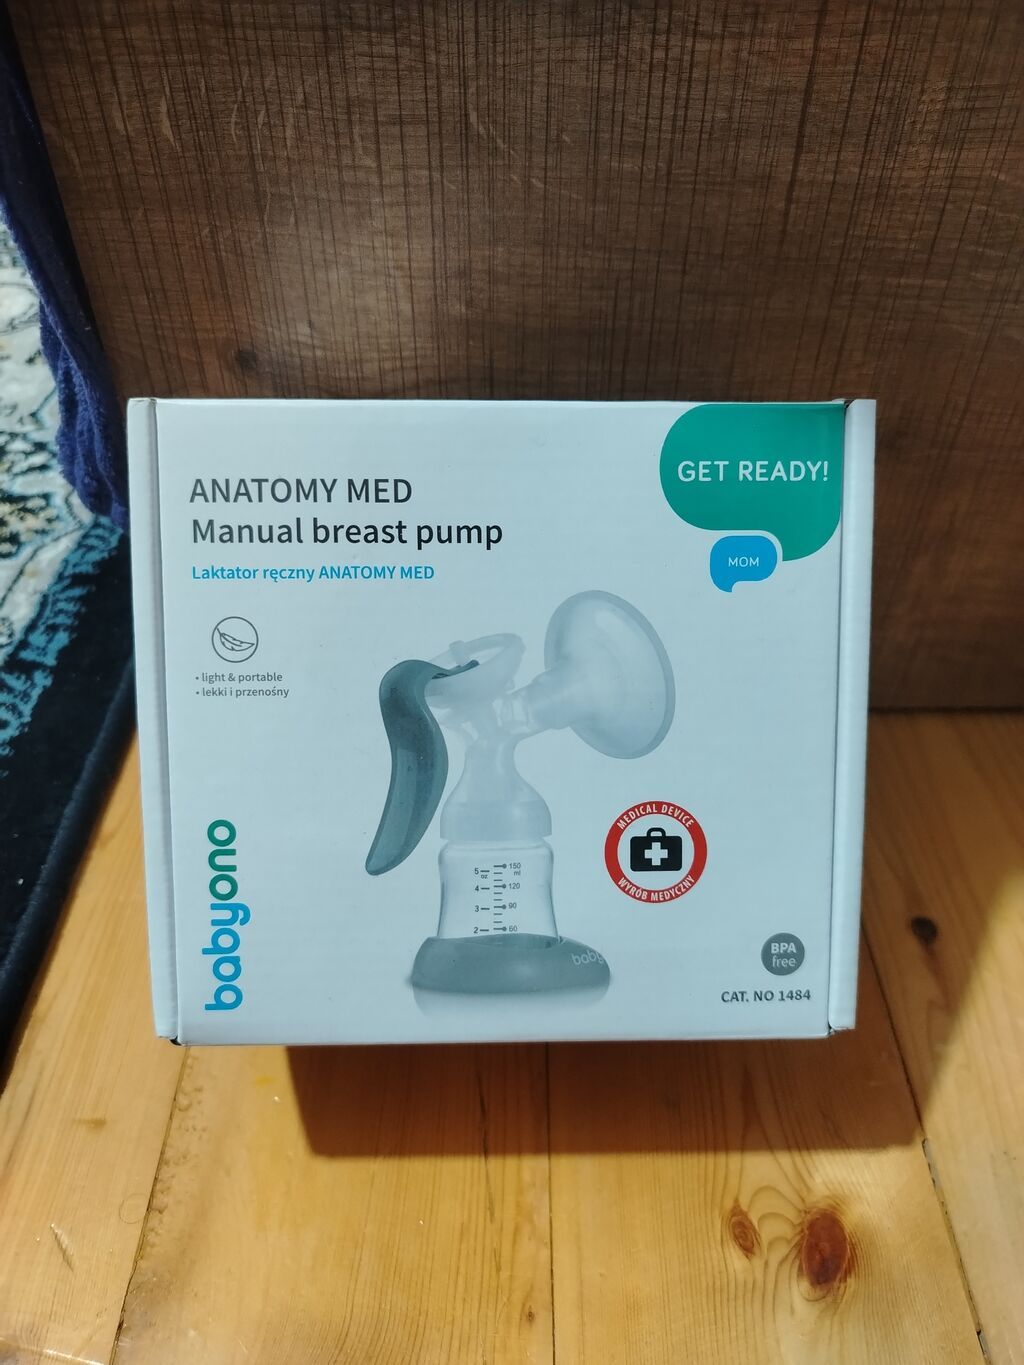 GET READY!
MOM
ANATOMY MED
Manual breast pump
Laktator ręczny ANATOMY MED
• light & portable
• lekki i przenośny
babyono
5 oz 150 ml
4 120
3 90
2 60
baby
MEDICAL DEVICE
WYRÓB MEDYCZNY
BPA
free
CAT. NO 1484